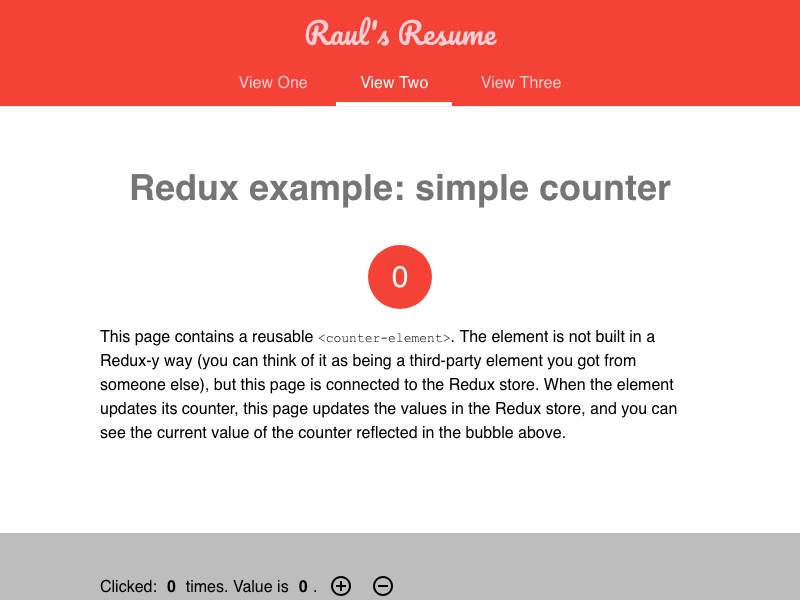 Raul's Resume
View One View Two View Three
Redux example: simple counter
0
This page contains a reusable <counter-element>. The element is not built in a
Redux-y way (you can think of it as being a third-party element you got from
someone else), but this page is connected to the Redux store. When the element
updates its counter, this page updates the values in the Redux store, and you can
see the current value of the counter reflected in the bubble above.
Clicked: 0 times. Value is 0 .